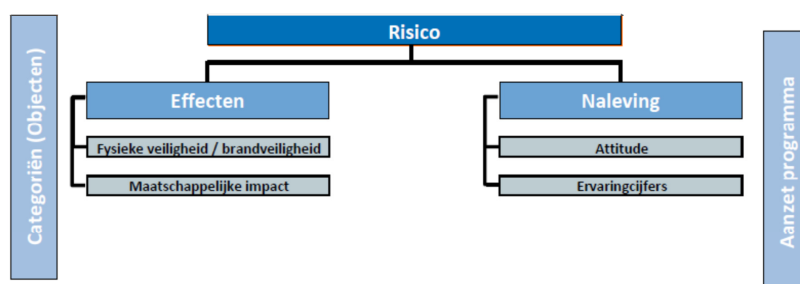 Categoriën (Objecten)
Risico
Effecten
Fysieke veiligheid / brandveiligheid
Maatschappelijke impact
Naleving
Attitude
Ervaringcijfers
Aanzet programma